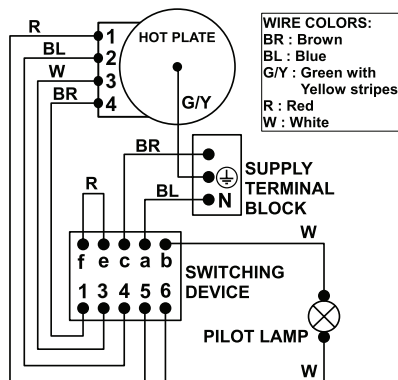 R
BL
W
BR
1
2
3
4
HOT PLATE
G/Y
WIRE COLORS:
BR : Brown
BL : Blue
G/Y : Green with
Yellow stripes
R : Red
W : White
BR
BL
R
N
SUPPLY
TERMINAL
BLOCK
W
f e c a b
1 3 4 5 6
SWITCHING
DEVICE
PILOT LAMP
W